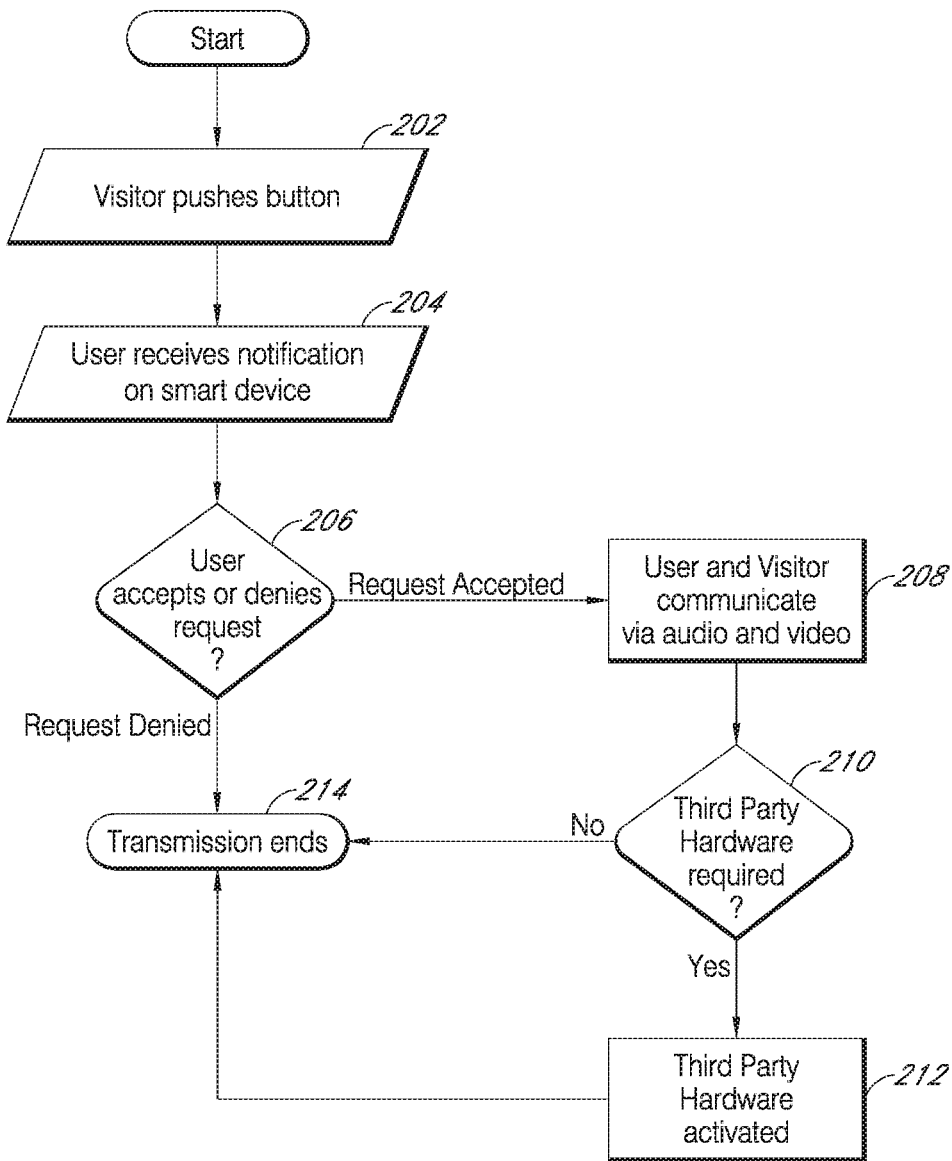 Start
202
Visitor pushes button
204
User receives notification
on smart device
206
User
accepts or denies
request
?
Request Accepted
User and Visitor
communicate
via audio and video
208
Request Denied
210
Third Party
Hardware
required
?
No
214
Transmission ends
Yes
Third Party
Hardware
activated
212